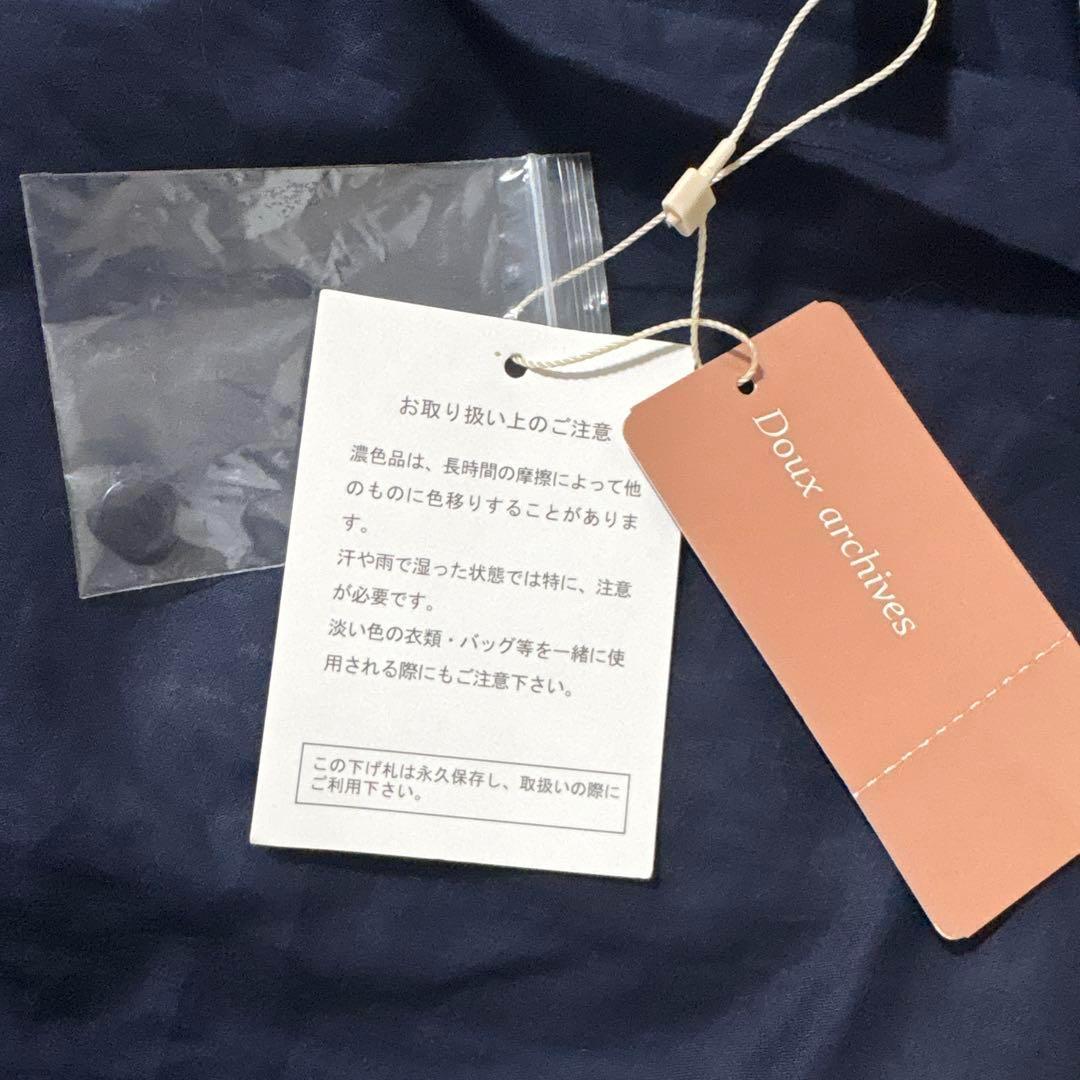 お取り扱い上のご注意
濃色品は、長時間の摩擦によって他
のものに色移りすることがありま
す。
汗や雨で湿った状態では特に、注意
が必要です。
淡い色の衣類・バッグ等を一緒に使
用される際にもご注意下さい。
この下げ札は永久保存し、取扱いの際に
ご利用下さい。
Doux archives